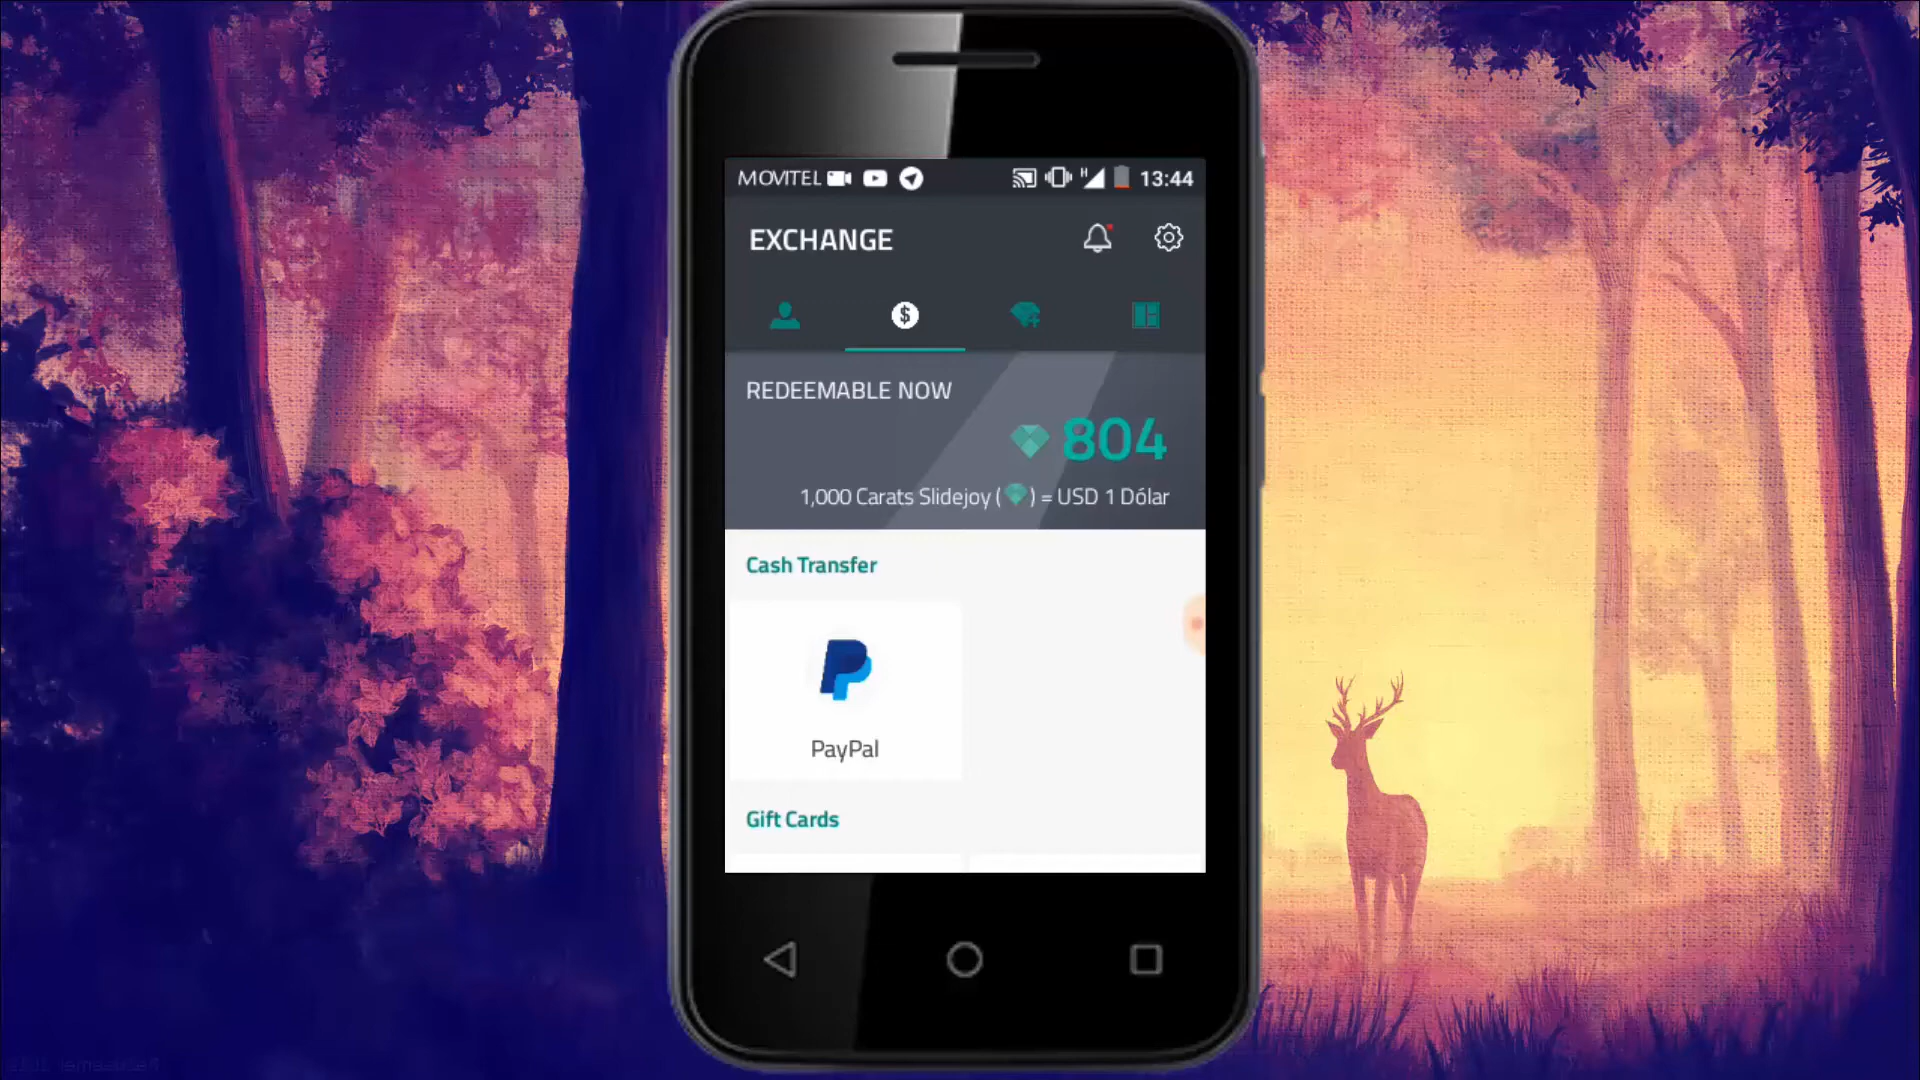 MOVITEL
13:44
EXCHANGE
REDEEMABLE NOW
804
1,000 Carats Slidejoy ( ) = USD 1 Dólar
Cash Transfer
PayPal
Gift Cards